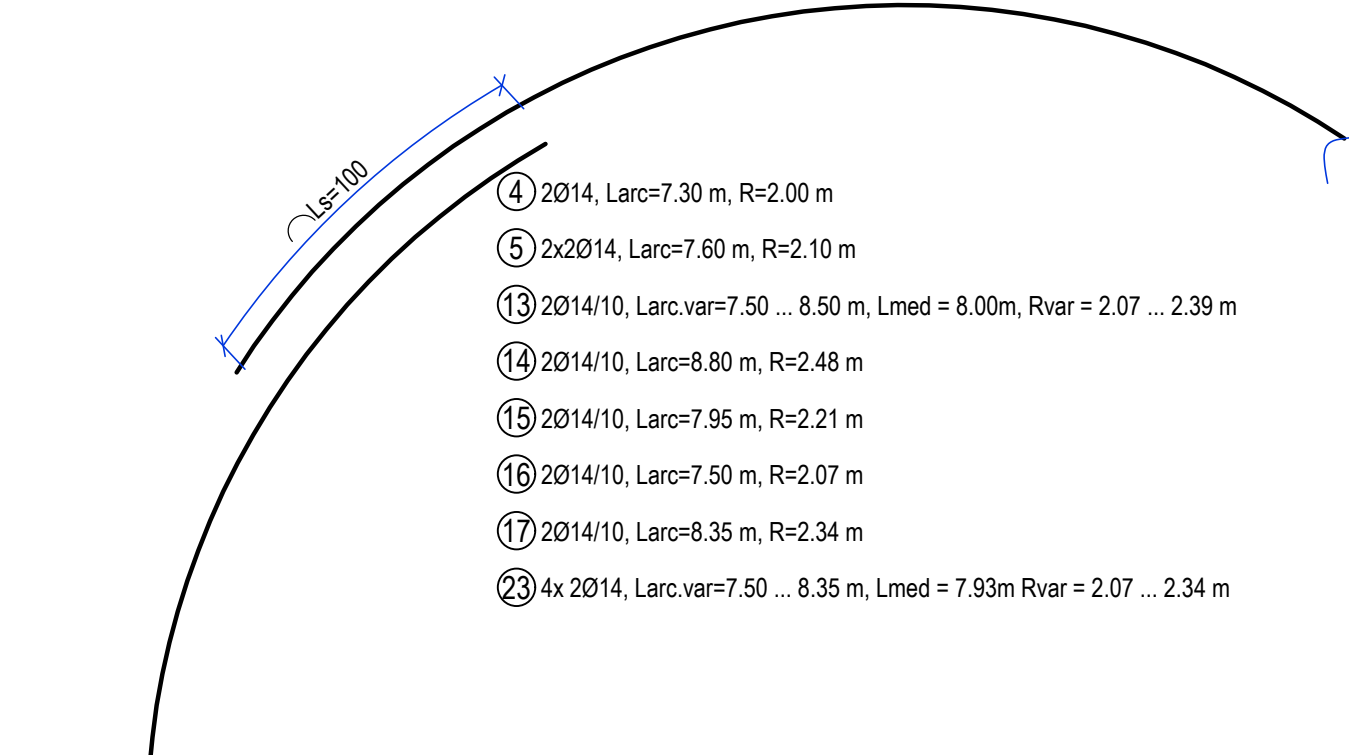 Ls=100
4 2Ø14, Larc=7.30 m, R=2.00 m
5 2x2Ø14, Larc=7.60 m, R=2.10 m
13 2Ø14/10, Larc.var=7.50 ... 8.50 m, Lmed = 8.00m, Rvar = 2.07 ... 2.39 m
14 2Ø14/10, Larc=8.80 m, R=2.48 m
15 2Ø14/10, Larc=7.95 m, R=2.21 m
16 2Ø14/10, Larc=7.50 m, R=2.07 m
17 2Ø14/10, Larc=8.35 m, R=2.34 m
23 4x 2Ø14, Larc.var=7.50 ... 8.35 m, Lmed = 7.93m Rvar = 2.07 ... 2.34 m